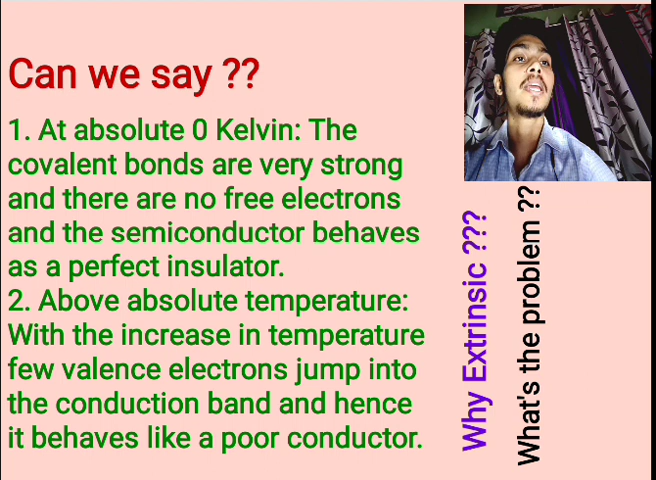 Can we say ??
1. At absolute 0 Kelvin: The
covalent bonds are very strong
and there are no free electrons
and the semiconductor behaves
as a perfect insulator.
2. Above absolute temperature:
With the increase in temperature
few valence electrons jump into
the conduction band and hence
it behaves like a poor conductor.
Why Extrinsic ???
What's the problem ??